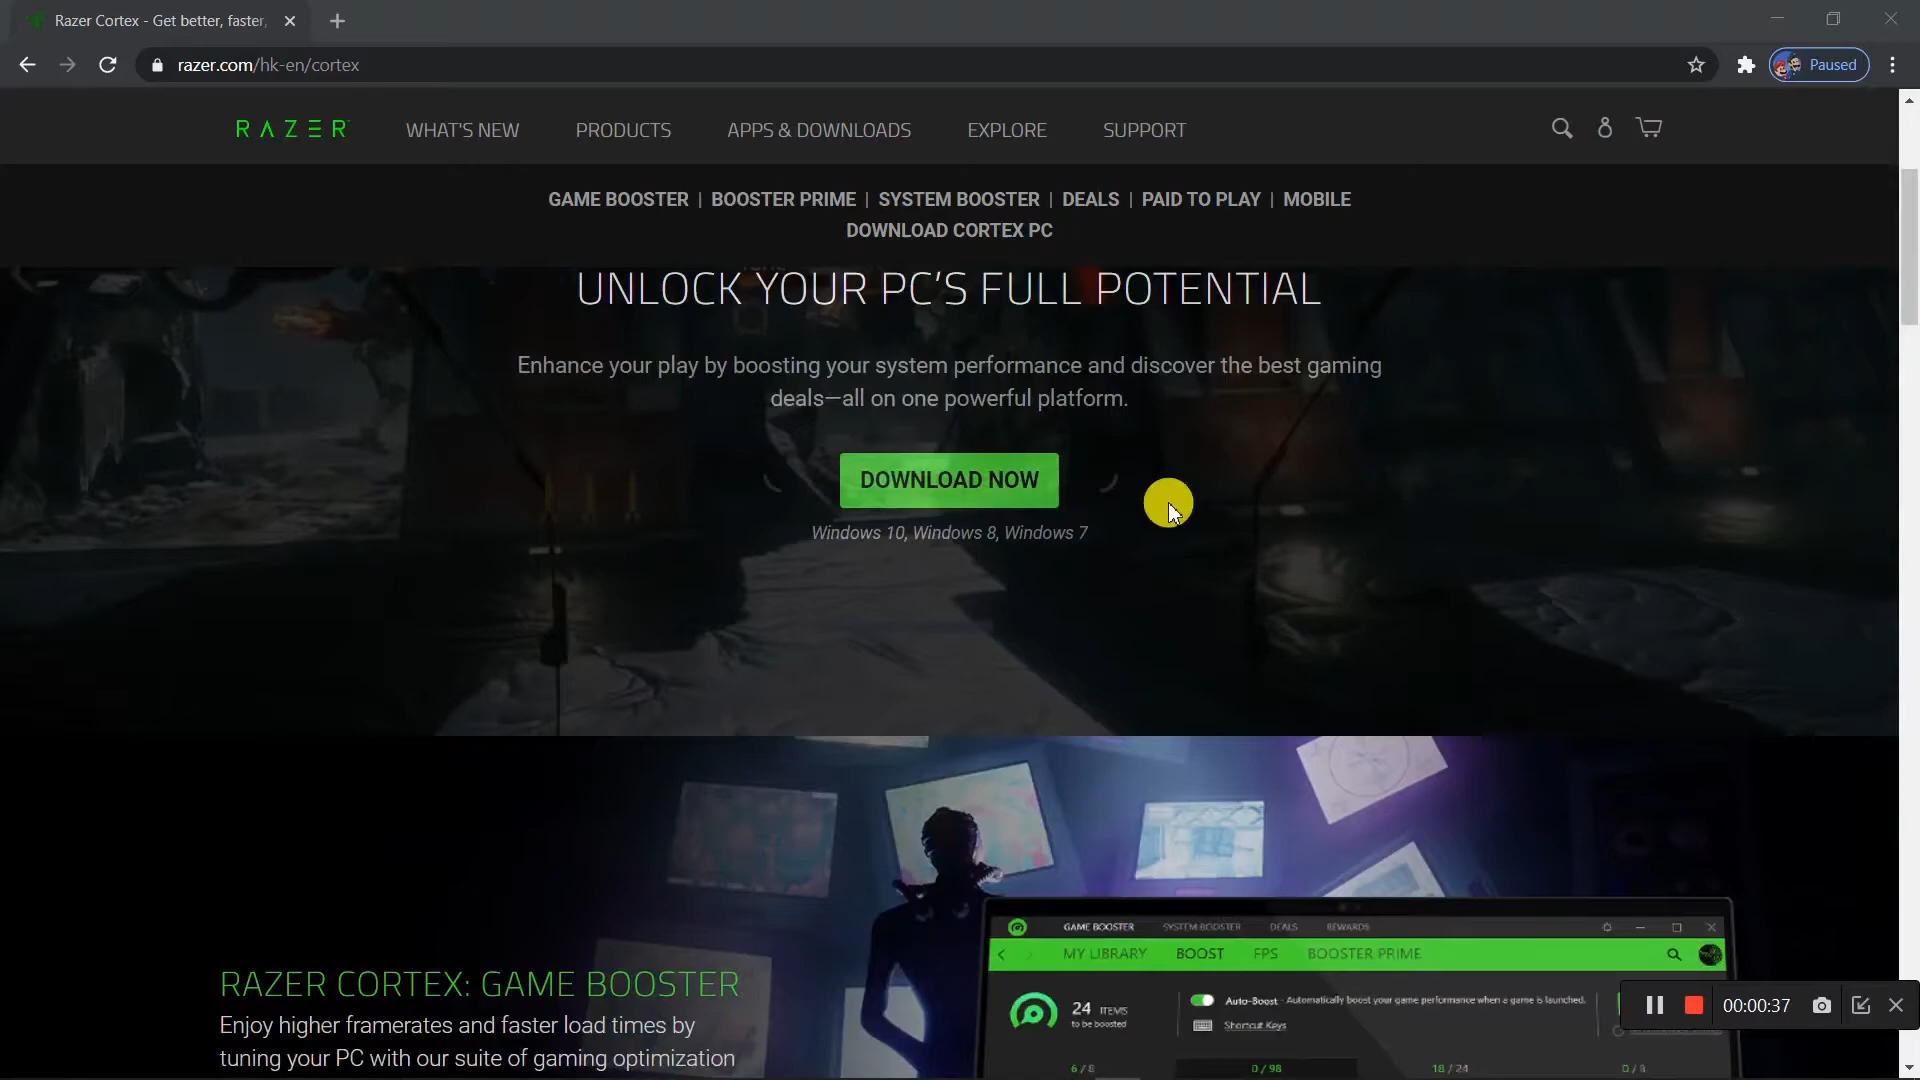 Razer Cortex - Get better, faster,
razer.com/hk-en/cortex
Paused
RAZER
WHAT'S NEW
PRODUCTS
APPS & DOWNLOADS
EXPLORE
SUPPORT
GAME BOOSTER | BOOSTER PRIME | SYSTEM BOOSTER | DEALS | PAID TO PLAY | MOBILE
DOWNLOAD CORTEX PC
UNLOCK YOUR PC'S FULL POTENTIAL
Enhance your play by boosting your system performance and discover the best gaming
deals—all on one powerful platform.
DOWNLOAD NOW
Windows 10, Windows 8, Windows 7
GAME BOOSTER
SYSTEM BOOSTER
DEALS
REWARDS
MY LIBRARY
BOOST
FPS
BOOSTER PRIME
RAZER CORTEX: GAME BOOSTER
Enjoy higher framerates and faster load times by
tuning your PC with our suite of gaming optimization
24 ITEMS
to be boosted
Auto-Boost - Automatically boost your game performance when a game is launched.
Shortcut Keys
00:00:37
6 / 8
0 / 98
18 / 24
0 / 8